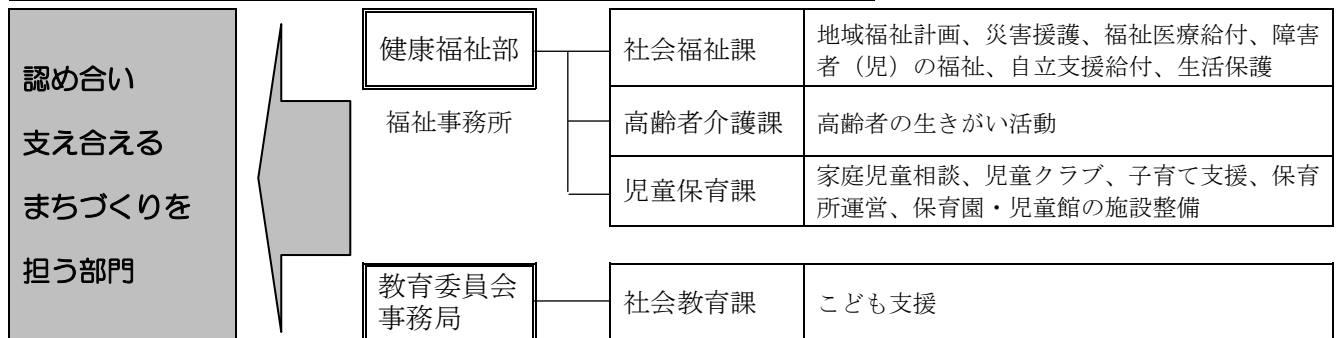 認め合い
支え合える
まちづくりを
担う部門
健康福祉部
福祉事務所
社会福祉課
地域福祉計画、災害援護、福祉医療給付、障害
者（児）の福祉、自立支援給付、生活保護
高齢者介護課
高齢者の生きがい活動
児童保育課
家庭児童相談、児童クラブ、子育て支援、保育
所運営、保育園・児童館の施設整備
教育委員会
事務局
社会教育課
こども支援